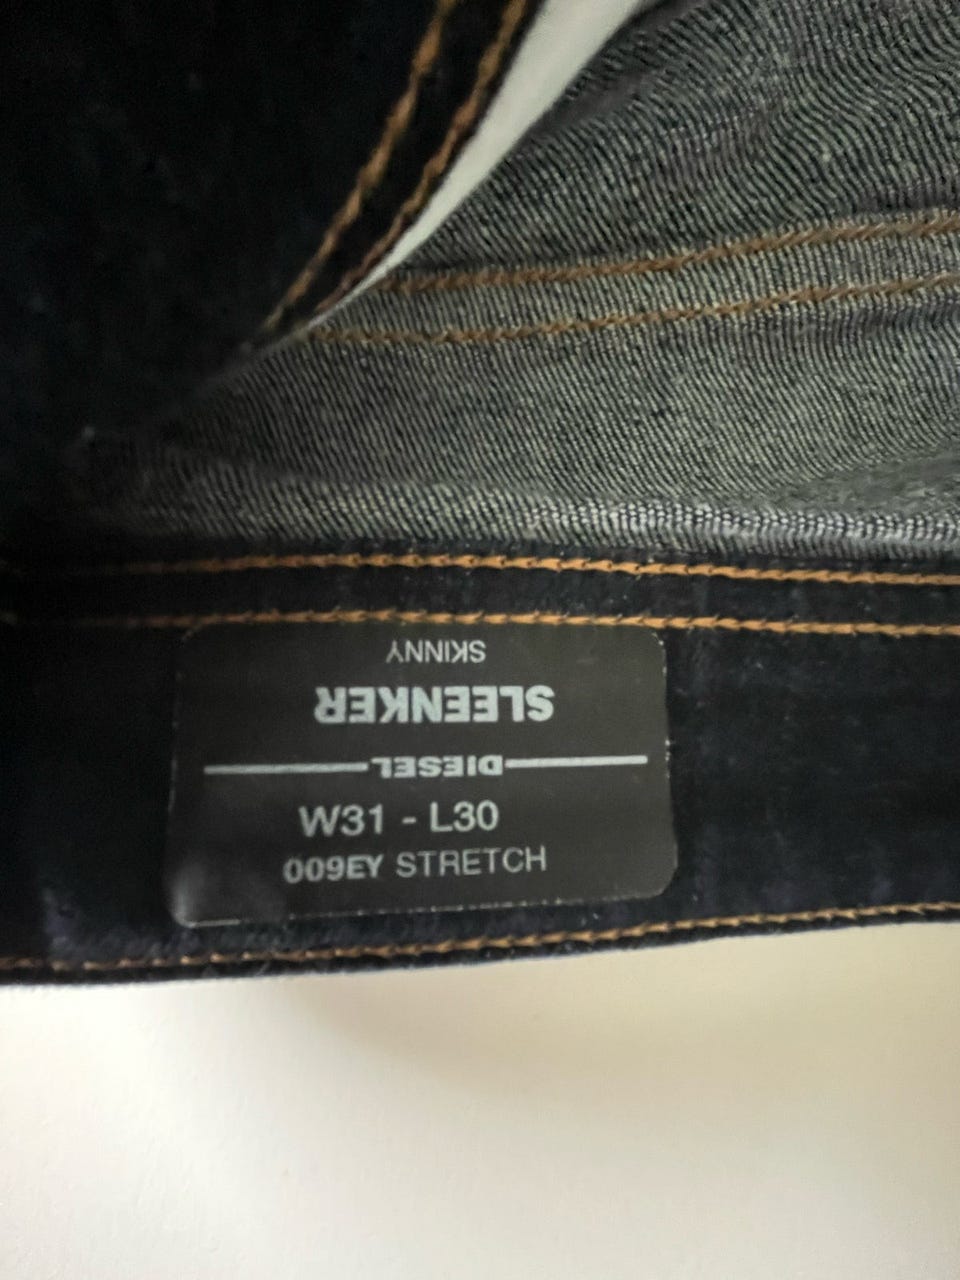 SKINNY
SLEENKER
DIESEL
W31 - L30
009EY STRETCH